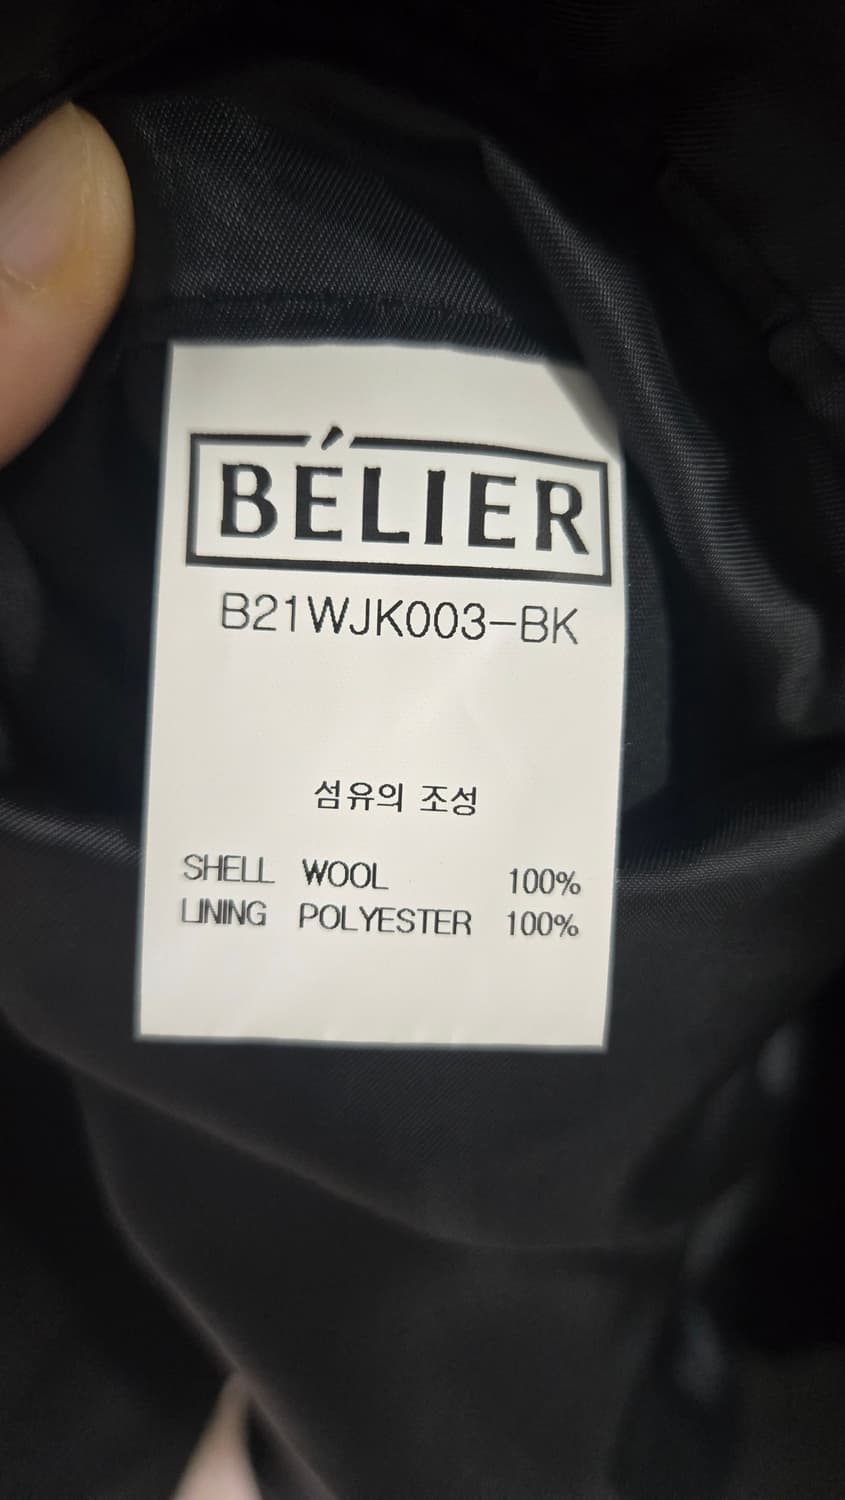 BÉLIER
B21WJK003-BK
섬유의 조성
SHELL WOOL 100%
LINING POLYESTER 100%